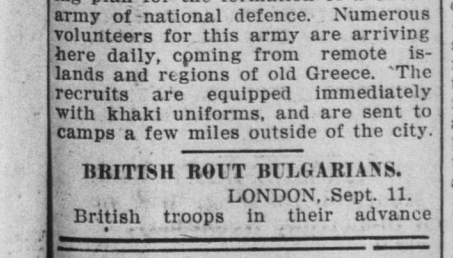 army of national defence. Numerous
volunteers for this army are arriving
here daily, coming from remote is-
lands and regions of old Greece. The
recruits are equipped immediately
with khaki uniforms, and are sent to
camps a few miles outside of the city.
BRITISH ROUT BULGARIANS.
LONDON, Sept. 11.
British troops in their advance